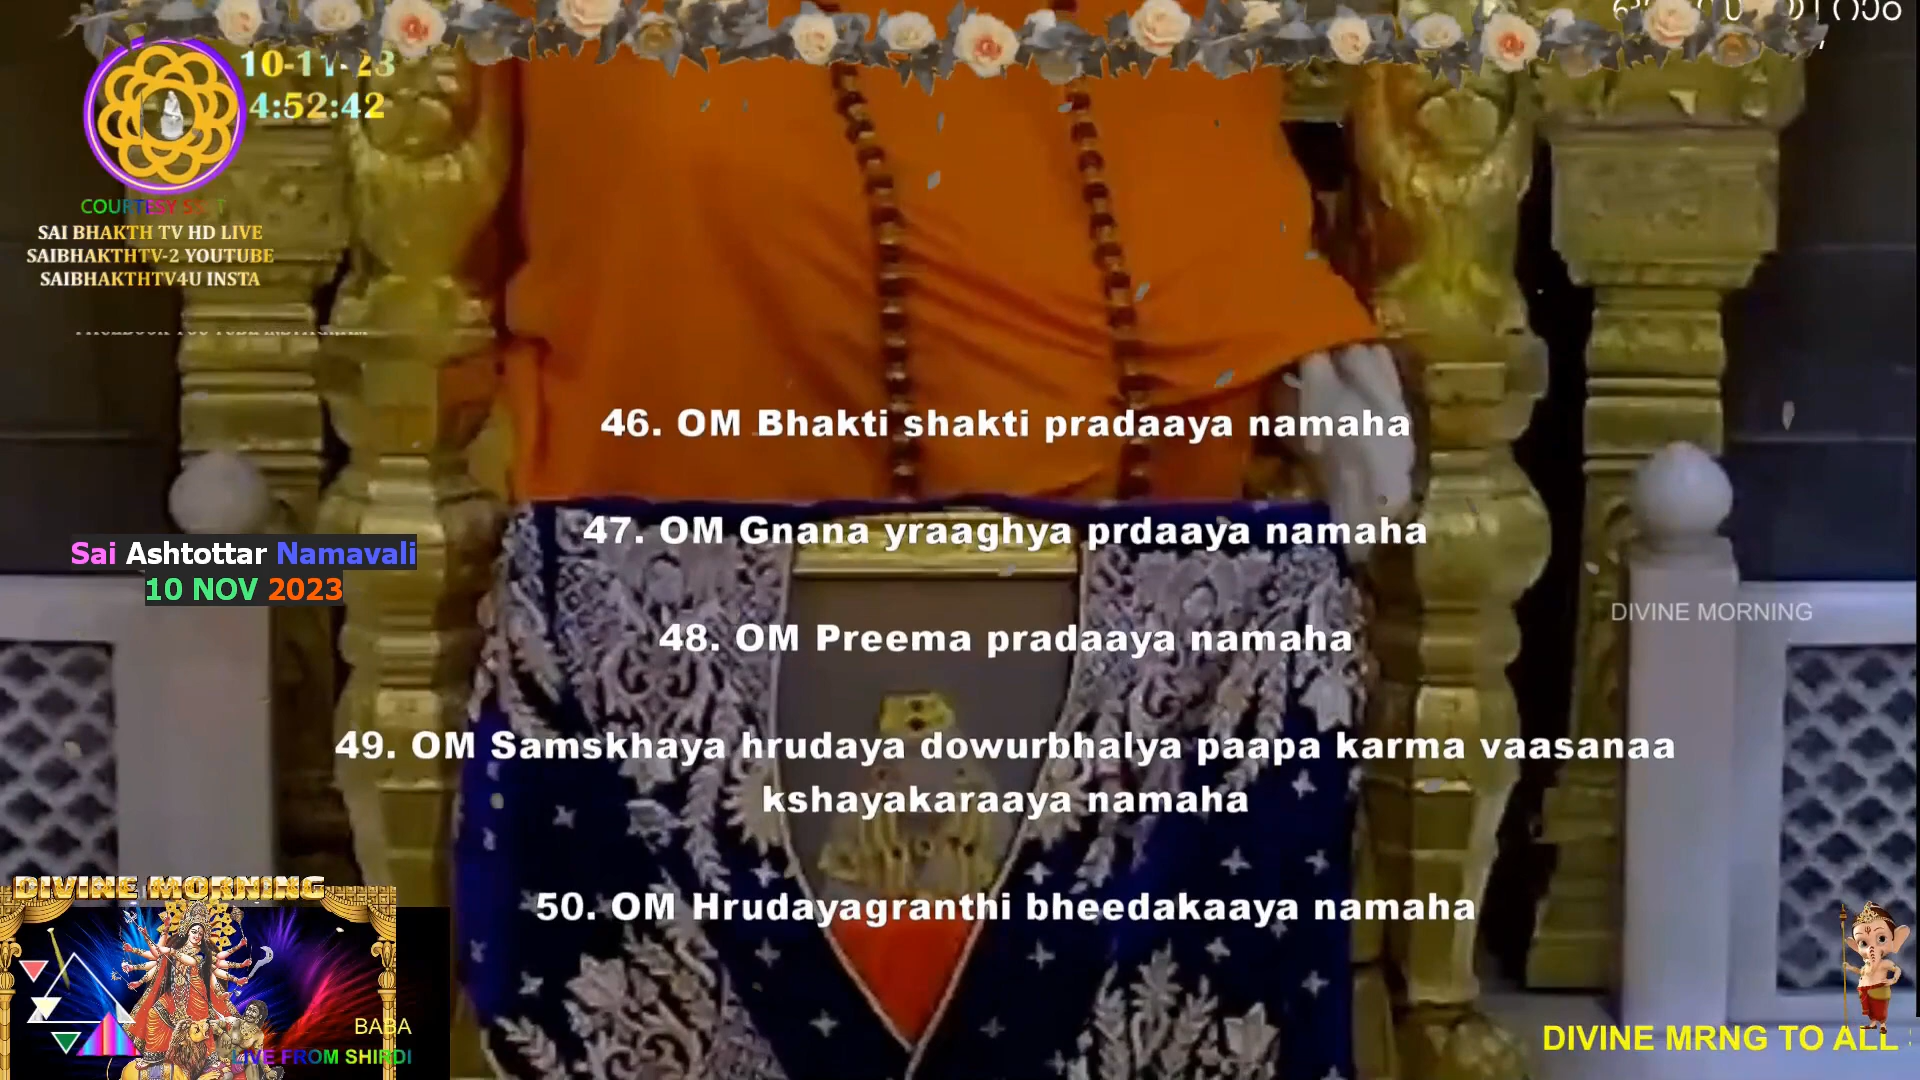 10-11-23
4:52:42
COURTESY
SAI BHAKTH TV HD LIVE
SAIBHAKTHTV-2 YOUTUBE
SAIBHAKTHTV4U INSTA
46. OM Bhakti shakti pradaaya namaha
47. OM Gnana yraaghya prdaaya namaha
Sai Ashtottar Namavali
10 NOV 2023
DIVINE MORNING
48. OM Preema pradaaya namaha
49. OM Samskhaya hrudaya dowurbhalya paapa karma vaasanaa
kshayakaraaya namaha
50. OM Hrudayagranthi bheedakaaya namaha
DIVINE MORNING
BABA
LIVE FROM SHIRDI
DIVINE MRNG TO ALL